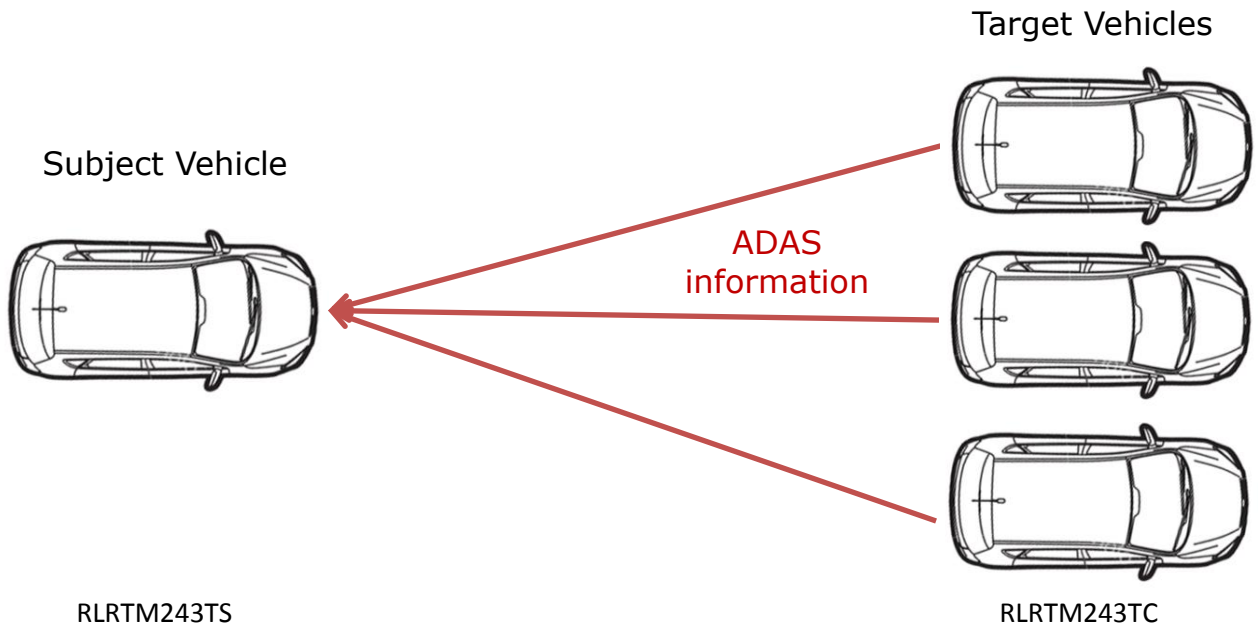 Target Vehicles
Subject Vehicle
ADAS
information
RLRTM243TS
RLRTM243TC